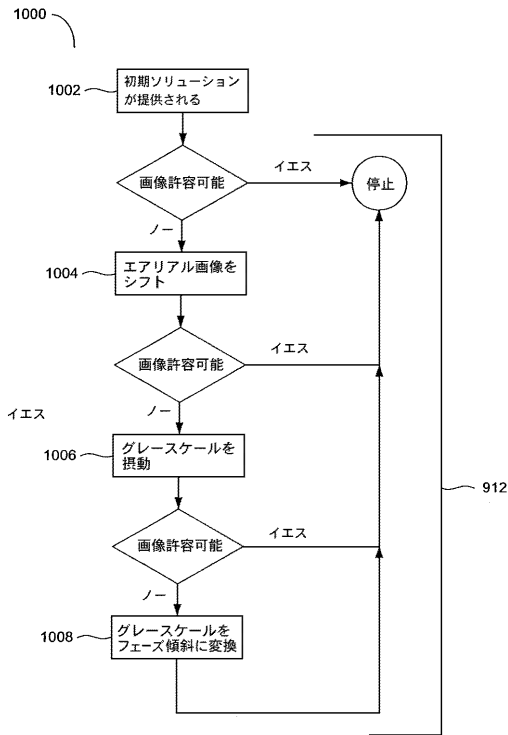 1000
1002
初期ソリューション
が提供される
画像許容可能
イエス
停止
ノー
1004
エアリアル画像を
シフト
画像許容可能
イエス
ノー
イエス
1006
グレースケールを
摂動
912
画像許容可能
イエス
ノー
1008
グレースケールを
フェーズ傾斜に変換